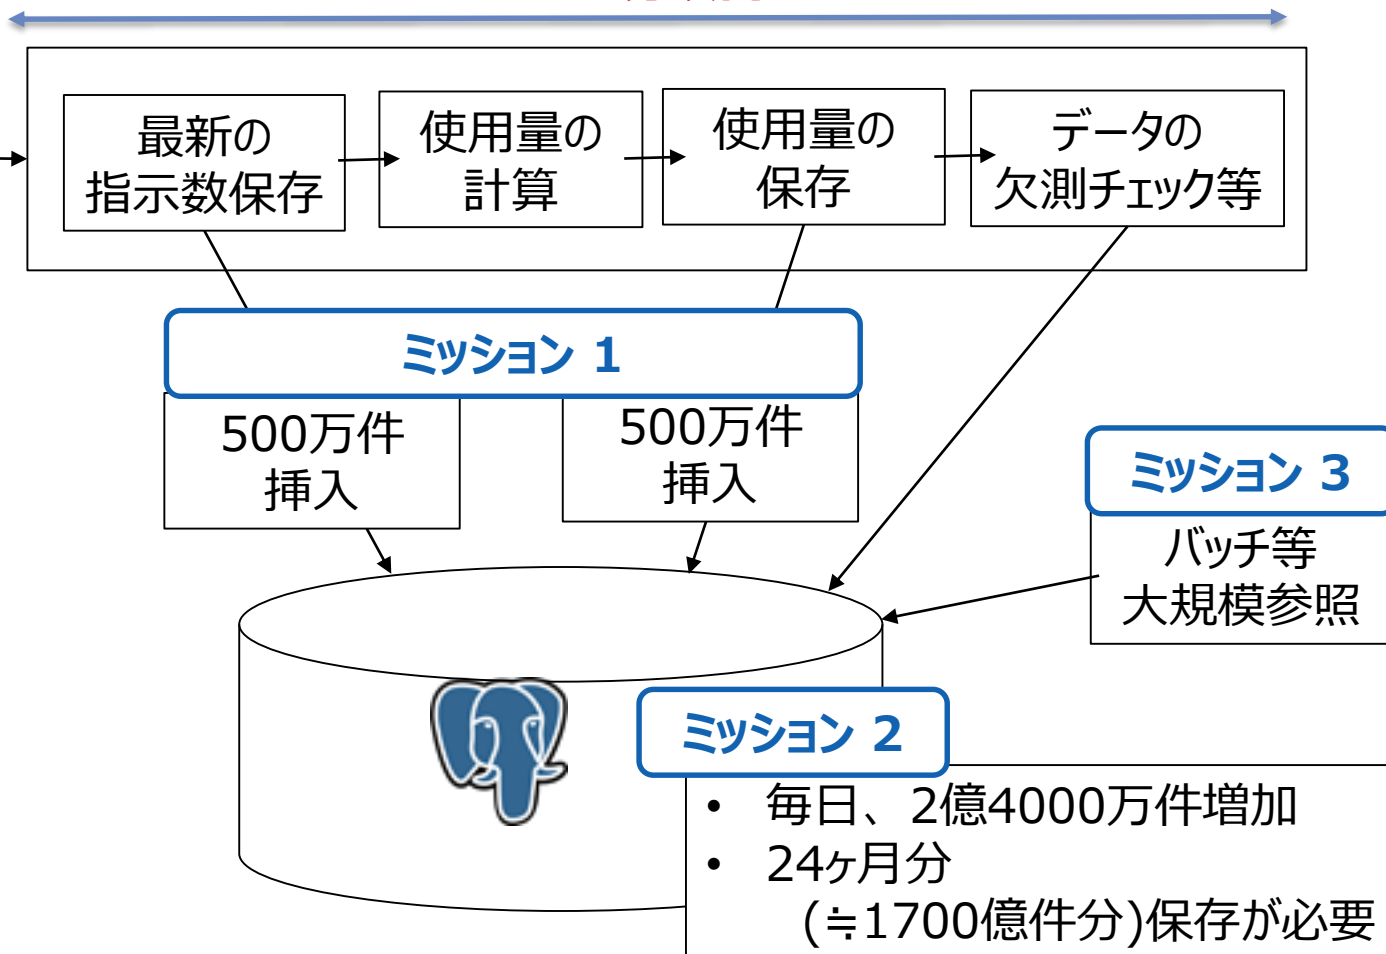 最新の
指示数保存
使用量の
計算
使用量の
保存
データの
欠測チェック等
ミッション 1
500万件
挿入
500万件
挿入
ミッション 3
バッチ等
大規模参照
ミッション 2
• 毎日、2億4000万件増加
• 24ヶ月分
(≒1700億件分)保存が必要